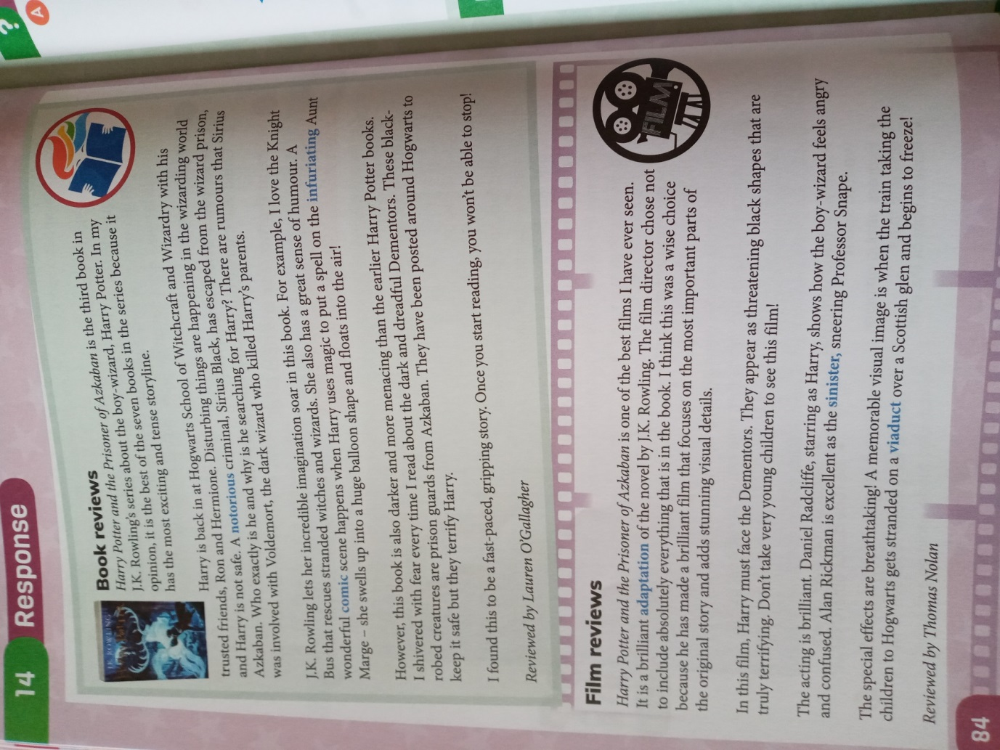 ?
A
14 Response
J.K. ROWLING
Book reviews
Harry Potter and the Prisoner of Azkaban is the third book in
J.K. Rowling's series about the boy-wizard, Harry Potter. In my
opinion, it is the best of the seven books in the series because it
has the most exciting and tense storyline.
Harry is back in at Hogwarts School of Witchcraft and Wizardry with his
trusted friends, Ron and Hermione. Disturbing things are happening in the wizarding world
and Harry is not safe. A notorious criminal, Sirius Black, has escaped from the wizard prison,
Azkaban. Who exactly is he and why is he searching for Harry? There are rumours that Sirius
was involved with Voldemort, the dark wizard who killed Harry's parents.
J.K. Rowling lets her incredible imagination soar in this book. For example, I love the Knight
Bus that rescues stranded witches and wizards. She also has a great sense of humour. A
wonderful comic scene happens when Harry uses magic to put a spell on the infuriating Aunt
Marge – she swells up into a huge balloon shape and floats into the air!
However, this book is also darker and more menacing than the earlier Harry Potter books.
I shivered with fear every time I read about the dark and dreadful Dementors. These black-
robed creatures are prison guards from Azkaban. They have been posted around Hogwarts to
keep it safe but they terrify Harry.
I found this to be a fast-paced, gripping story. Once you start reading, you won't be able to stop!
Reviewed by Lauren O'Gallagher
FILM
Film reviews
Harry Potter and the Prisoner of Azkaban is one of the best films I have ever seen.
It is a brilliant adaptation of the novel by J.K. Rowling. The film director chose not
to include absolutely everything that is in the book. I think this was a wise choice
because he has made a brilliant film that focuses on the most important parts of
the original story and adds stunning visual details.
In this film, Harry must face the Dementors. They appear as threatening black shapes that are
truly terrifying. Don't take very young children to see this film!
The acting is brilliant. Daniel Radcliffe, starring as Harry, shows how the boy-wizard feels angry
and confused. Alan Rickman is excellent as the sinister, sneering Professor Snape.
The special effects are breathtaking! A memorable visual image is when the train taking the
children to Hogwarts gets stranded on a viaduct over a Scottish glen and begins to freeze!
Reviewed by Thomas Nolan
84